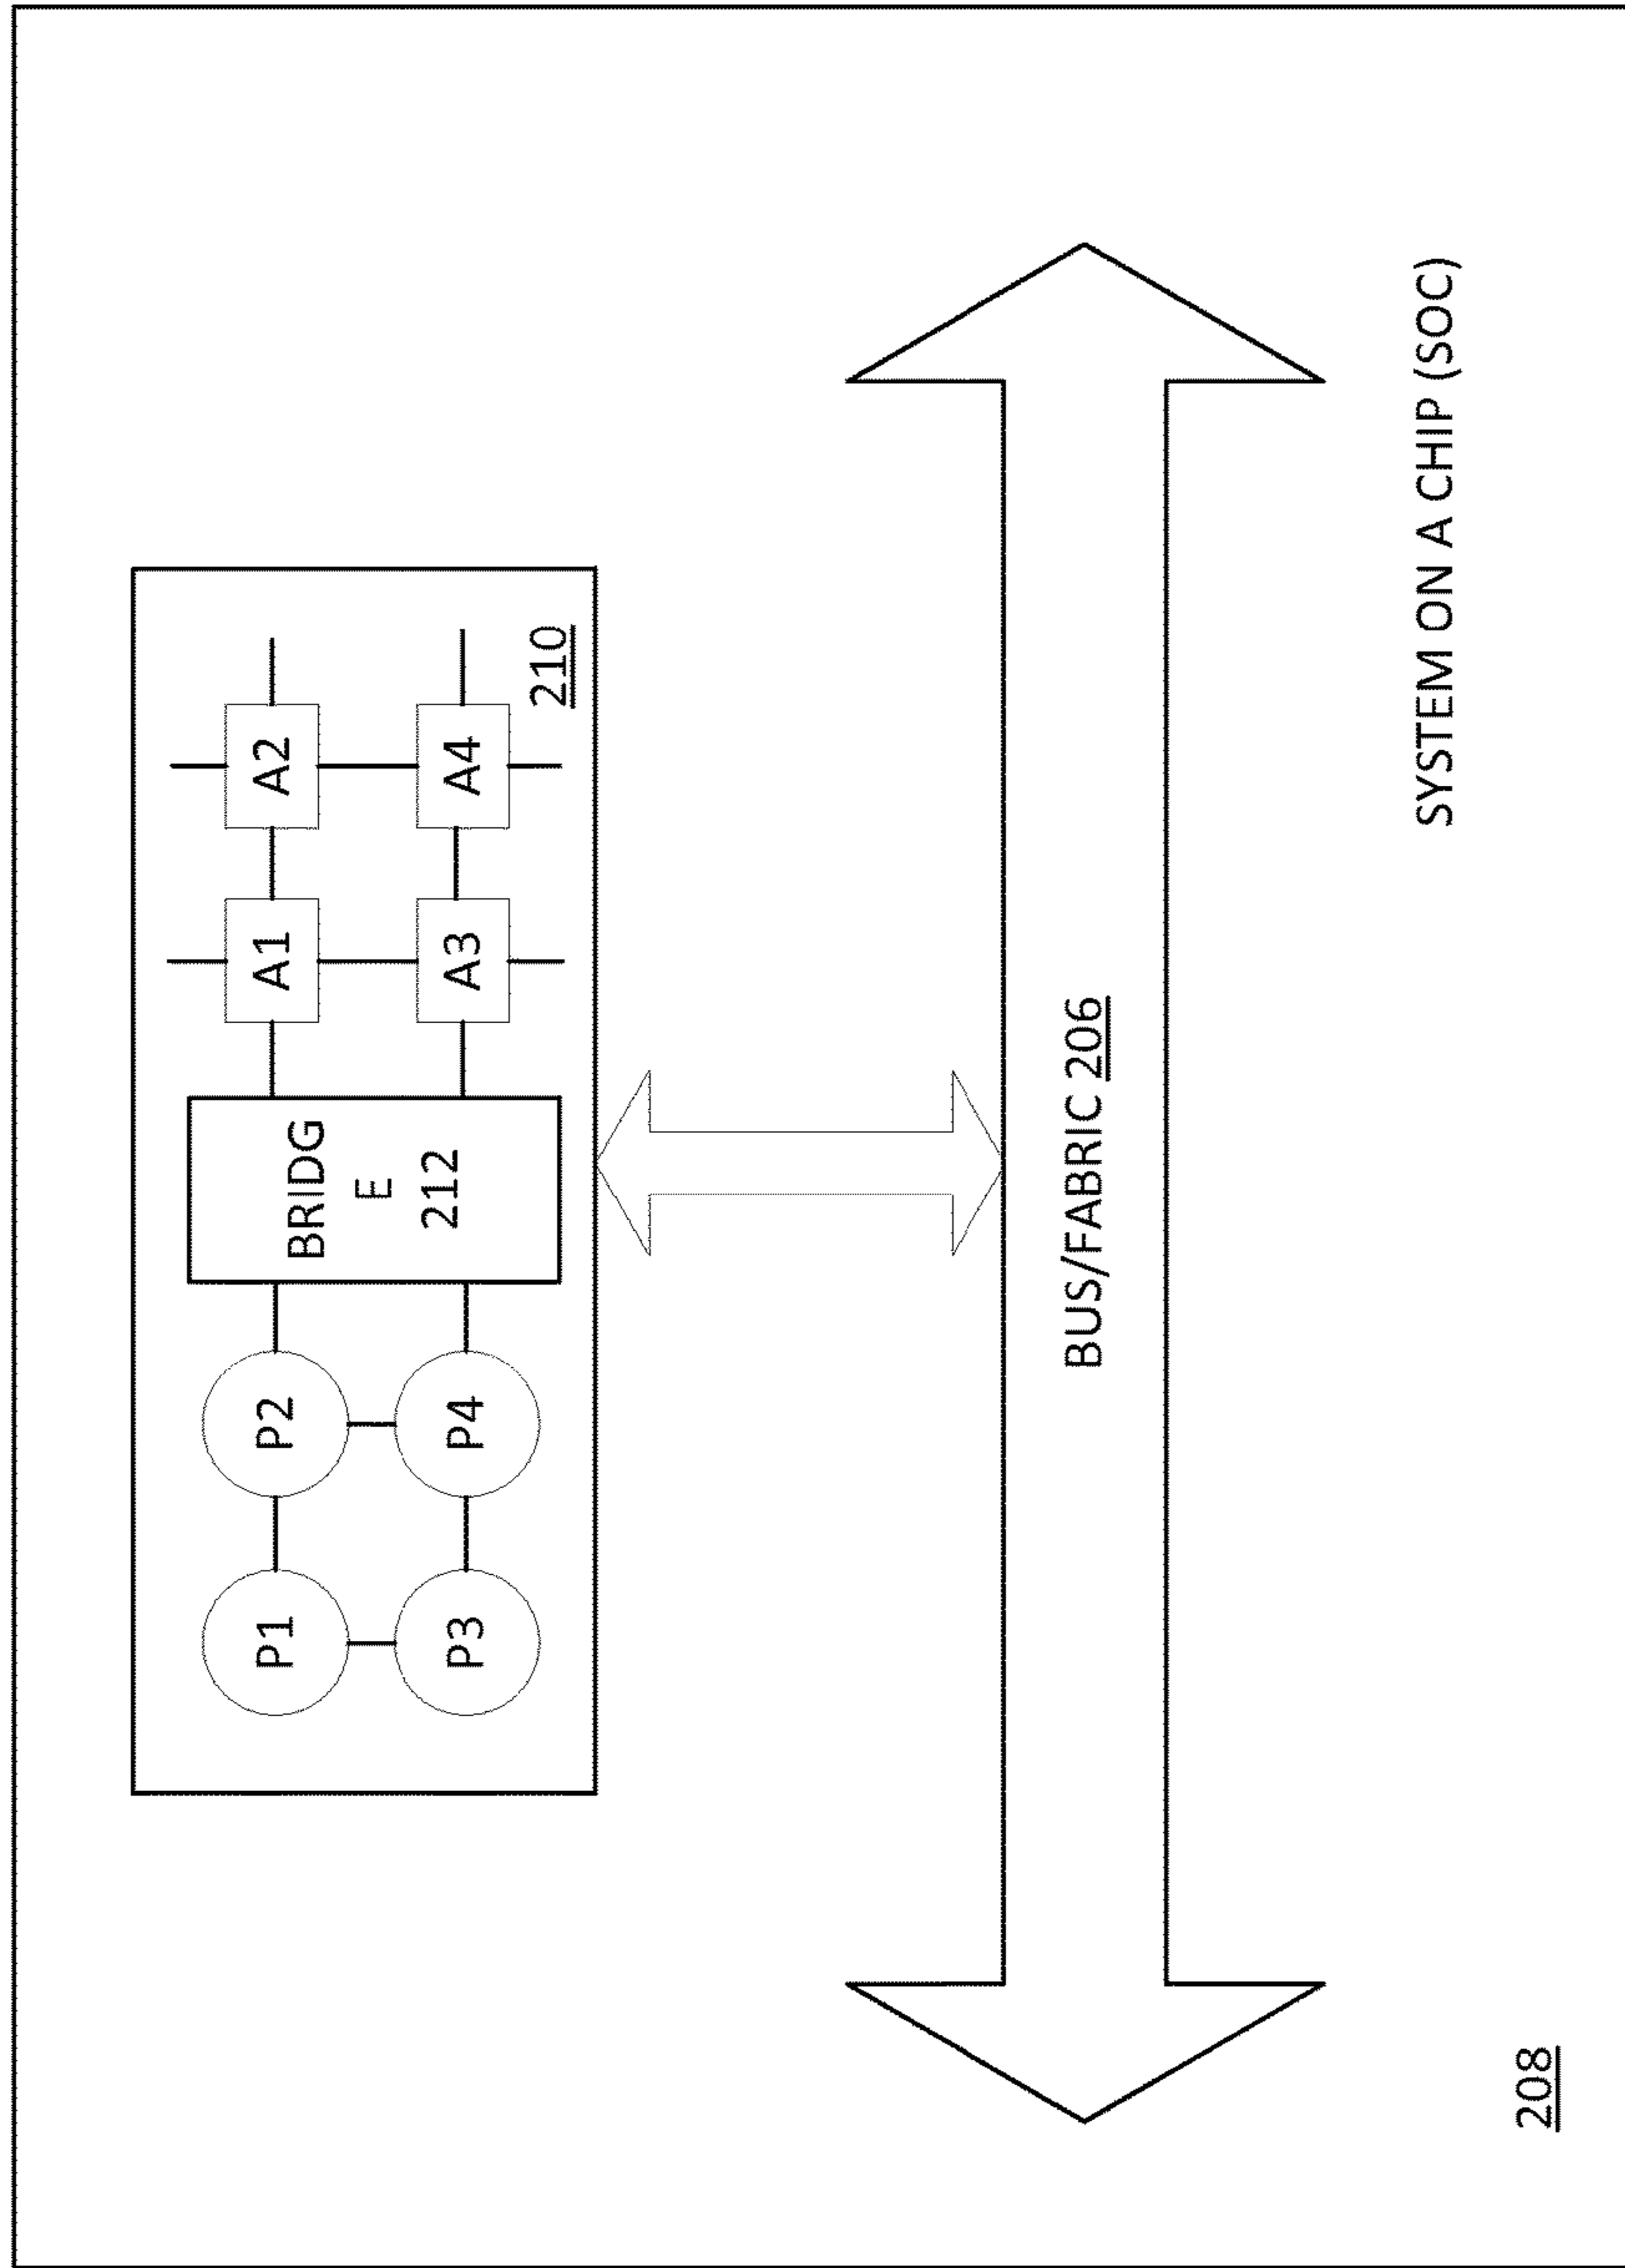 P1
P2
BRIDG
E
212
A1
A2
P3
P4
A3
A4
210
BUS/FABRIC 206
SYSTEM ON A CHIP (SOC)
208